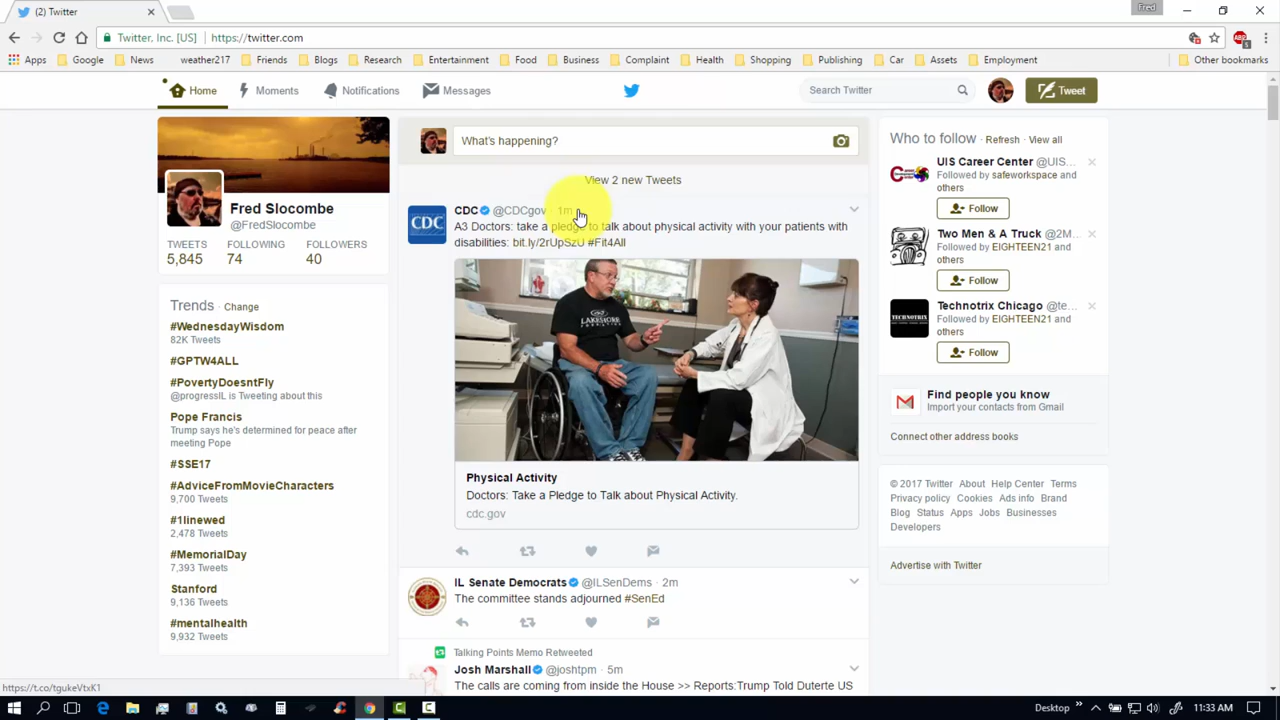 (2) Twitter
Fred
Twitter, Inc. [US] https://twitter.com
Apps Google News weather217 Friends Blogs Research Entertainment Food Business Complaint Health Shopping Publishing Car Assets Employment Other bookmarks
Home Moments Notifications Messages Search Twitter Tweet
What's happening?
View 2 new Tweets
Fred Slocombe
@FredSlocombe
TWEETS FOLLOWING FOLLOWERS
5,845 74 40
Trends · Change
#WednesdayWisdom
82K Tweets
#GPTW4ALL
#PovertyDoesntFly
@progressIL is Tweeting about this
Pope Francis
Trump says he's determined for peace after
meeting Pope
#SSE17
#AdviceFromMovieCharacters
9,700 Tweets
#1linewed
2,478 Tweets
#MemorialDay
7,393 Tweets
Stanford
9,136 Tweets
#mentalhealth
9,932 Tweets
CDC @CDCgov · 1m
A3 Doctors: take a pledge to talk about physical activity with your patients with
disabilities: bit.ly/2rUpSzU #Fit4All
CDC
LAKESHORE
Physical Activity
Doctors: Take a Pledge to Talk about Physical Activity.
cdc.gov
IL Senate Democrats @ILSenDems · 2m
The committee stands adjourned #SenEd
Talking Points Memo Retweeted
Josh Marshall @joshtpm · 5m
The calls are coming from inside the House >> Reports:Trump Told Duterte US
Who to follow · Refresh · View all
UIS Career Center @UIS...
Followed by safeworkspace and
others
Follow
Two Men & A Truck @2M...
Followed by EIGHTEEN21 and
others
Follow
TECHNOTRIX
Technotrix Chicago @te...
Followed by EIGHTEEN21 and
others
Follow
Find people you know
Import your contacts from Gmail
Connect other address books
© 2017 Twitter About Help Center Terms
Privacy policy Cookies Ads info Brand
Blog Status Apps Jobs Businesses
Developers
Advertise with Twitter
https://t.co/tgukeVtxK1
Desktop 11:33 AM